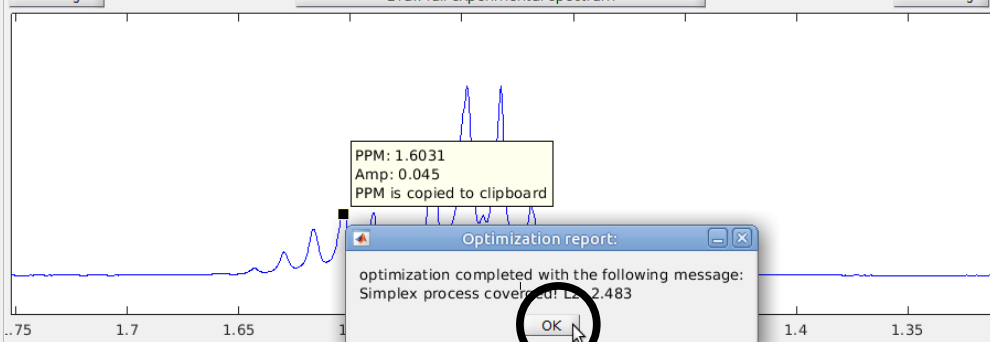 PPM: 1.6031
Amp: 0.045
PPM is copied to clipboard
Optimization report:
optimization completed with the following message:
Simplex process coverged! L2: 2.483
OK
1.7
1.65
1.4
1.35